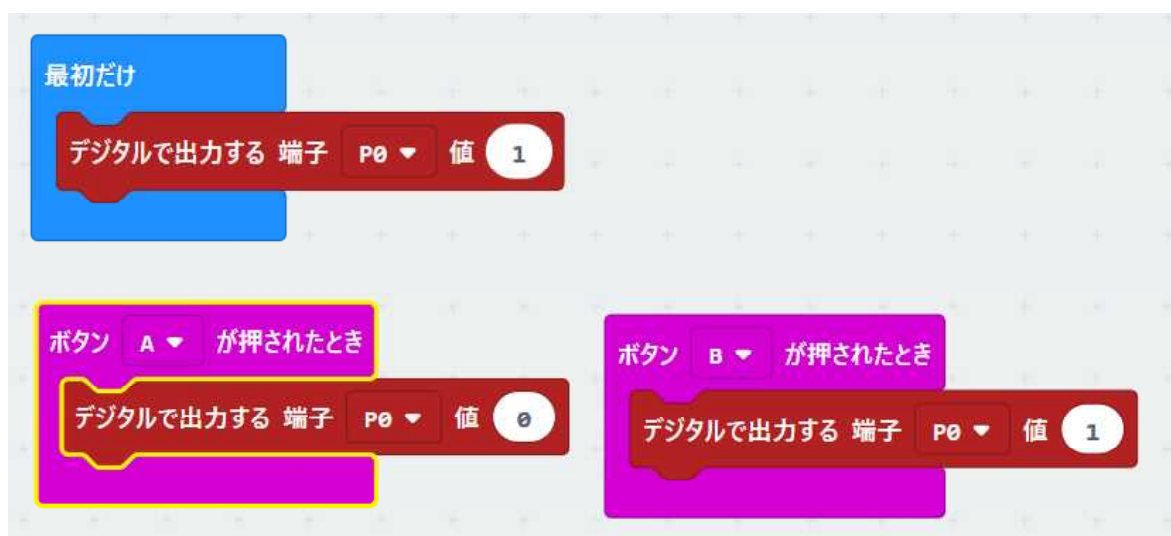 最初だけ
デジタルで出力する 端子 P0 値 1
ボタン A が押されたとき
デジタルで出力する 端子 P0 値 0
ボタン B が押されたとき
デジタルで出力する 端子 P0 値 1